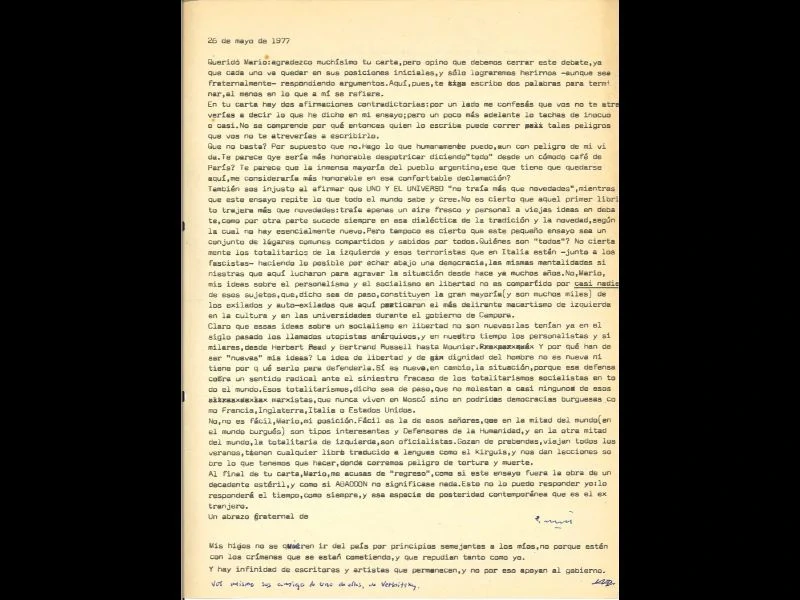 26 de mayo de 1977
Querido Mario:agradezco muchísimo tu carta,pero opino que debemos cerrar este debate,ya
que cada uno va quedar en sus posiciones iniciales,y sólo lograremos herirnos -aunque sea
fraternalmente- respondiendo argumentos.Aquí,pues,te escribo dos palabras para termi
nar,al menos en lo que a mí se refiere.
En tu carta hay dos afirmaciones contradictorias:por un lado me confesás que vos no te atre
verías a decir lo que he dicho en mi ensayo;pero un poco más adelante lo tachas de inocuo
o casi.No se comprende por qué entonces quien lo escriba puede correr tales peligros
que vos no te atreverías a escribirlo.
Que no basta? Por supuesto que no.Hago lo que humanamente puedo,aun con peligro de mi vi
da.Te parece qye sería más honorable despotricar diciendo"todo" desde un cómodo café de
París? Te parece que la inmensa mayoría del pueblo argentino,ese que tiene que quedarse
aquí,me consideraría más honorable en esa conforttable declamación?
También sos injusto al afirmar que UNO Y EL UNIVERSO "no traía más que novedades",mientras
que este ensayo repite lo que todo el mundo sabe y cree.No es cierto que aquel primer libri
to trajera más que novedades:traía apenas un aire fresco y personal a viejas ideas en deba
te,como por otra parte sucede siempre en esa dialéctica de la tradición y la novedad,según
la cual no hay esencialmente nuevo.Pero tampoco es cierto que este pequeño ensayo sea un
conjunto de lúgares comunes compartidos y sabidos por todos.Quiénes son "todos"? No cierta
mente los totalitarios de la izquierda y esos terroristas que en Italia están -junto a los
fascistas- haciendo lo posible por echar abajo una democracia,las mismas mentalidades si
niestras que aquí lucharon para agravar la situación desde hace ya muchos años.No,Mario,
mis ideas sobre el personalismo y el socialismo en libertad no es compartido por casi nadie
de esos sujetos,que,dicho sea de paso,constituyen la gran mayoría(y son muchos miles) de
los exilados y auto-exilados que aquí practicaron el más delirante macartismo de izquierda
en la cultura y en las universidades durante el gobierno de Campora.
Claro que essas ideas sobre un socialismo en libertad no son nuevas:las tenían ya en el
siglo pasado los llamados utopistas anárquivos,y en nuestro tiempo los personalistas y si
milares,desde Herbert Read y Bertrand Russell hasta Mounier. Y por qué han de
ser "nuevas" mis ideas? La idea de libertad y de dignidad del hombre no es nueva ni
tiene por q ué serlo para defenderla.Sí es nueva,en cambio,la situación,porque esa defensa
cobra un sentido radical ante el siniestro fracaso de los totalitarismos socialistas en to
do el mundo.Esos totalitarismos,dicho sea de paso,que no molestan a casi ninguno de esos
marxistas,que nunca viven en Moscú sino en podridas democracias burguesas co
mo Francia,Inglaterra,Italia o Estados Unidos.
No,no es fácil,Mario,mi posición.Fácil es la de esos señores,que en la mitad del mundo(en
el mundo burgués) son tipos interesantes y Defensores de la Humanidad,y en la otra mitad
del mundo,la totalitaria de izquierda,son oficialistas.Gozan de prebendas,viajan todos los
veranos,tienen cualquier libro traducido a lenguas como el kirguis,y nos dan lecciones so
bre lo que tenemos que hacer,donde corremos peligro de tortura y muerte.
Al final de tu carta,Mario,me acusas de "regreso",como si este ensayo fuera la obra de un
decadente estéril,y como si ABADDON no significase nada.Esto no lo puedo responder yo:lo
responderá el tiempo,como siempre,y esa especie de posteridad contemporánea que es el ex
tranjero.
Un abrazo fraternal de
Mis higos no se quieren ir del país por principios semejantes a los míos,no porque estén
con los crímenes que se están cometiendo,y que repudian tanto como yo.
Y hay infinidad de escritores y artistas que permanecen,y no por eso apoyan al gobierno.
Vos mismo sos amigo de uno de ellos, de Verbitsky.